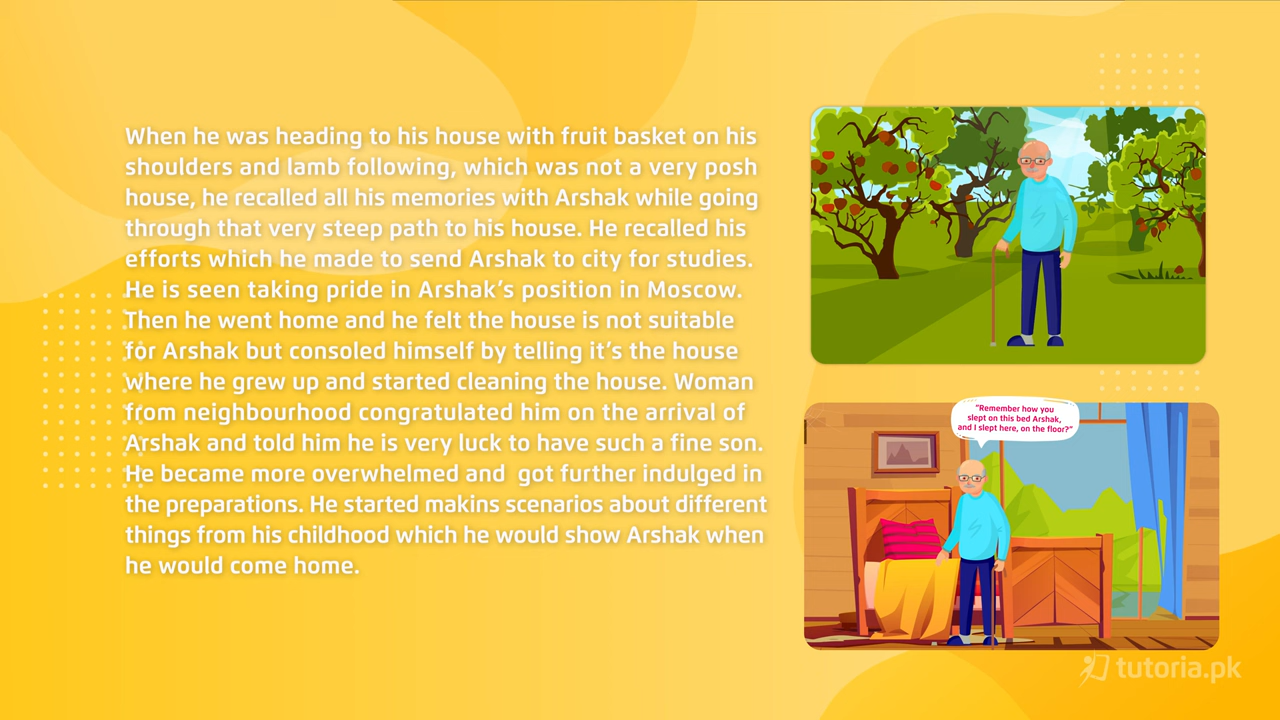 When he was heading to his house with fruit basket on his
shoulders and lamb following, which was not a very posh
house, he recalled all his memories with Arshak while going
through that very steep path to his house. He recalled his
efforts which he made to send Arshak to city for studies.
He is seen taking pride in Arshak's position in Moscow.
Then he went home and he felt the house is not suitable
for Arshak but consoled himself by telling it's the house
where he grew up and started cleaning the house. Woman
from neighbourhood congratulated him on the arrival of
Arshak and told him he is very luck to have such a fine son.
He became more overwhelmed and got further indulged in
the preparations. He started makins scenarios about different
things from his childhood which he would show Arshak when
he would come home.
"Remember how you
slept on this bed Arshak,
and I slept here, on the floor?"
tutoria.pk